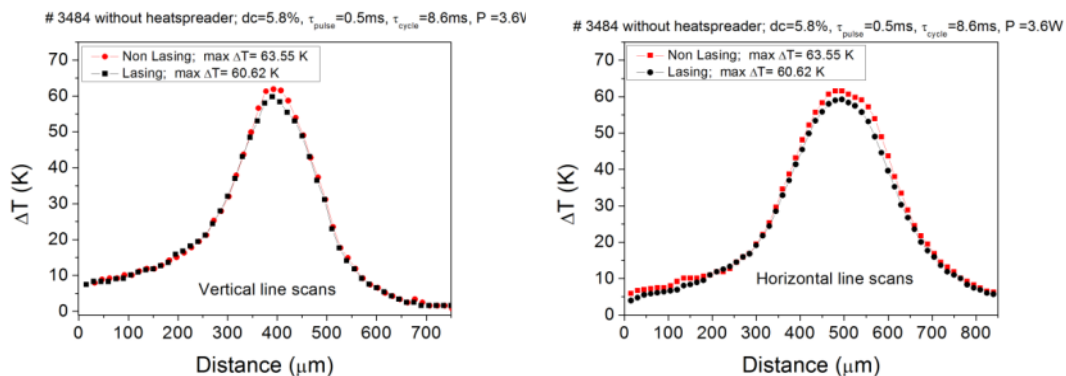 # 3484 without heatspreader; dc=5.8%, τpulse=0.5ms, τcycle=8.6ms, P =3.6W
Non Lasing; max ΔT= 63.55 K
Lasing; max ΔT= 60.62 K
70
60
50
40
30
20
10
0
ΔT (K)
Vertical line scans
0 100 200 300 400 500 600 700
Distance (μm)
# 3484 without heatspreader; dc=5.8%, τpulse=0.5ms, τcycle=8.6ms, P =3.6W
Non Lasing; max ΔT= 63.55 K
Lasing; max ΔT= 60.62 K
70
60
50
40
30
20
10
0
ΔT (K)
Horizontal line scans
0 100 200 300 400 500 600 700 800
Distance (μm)